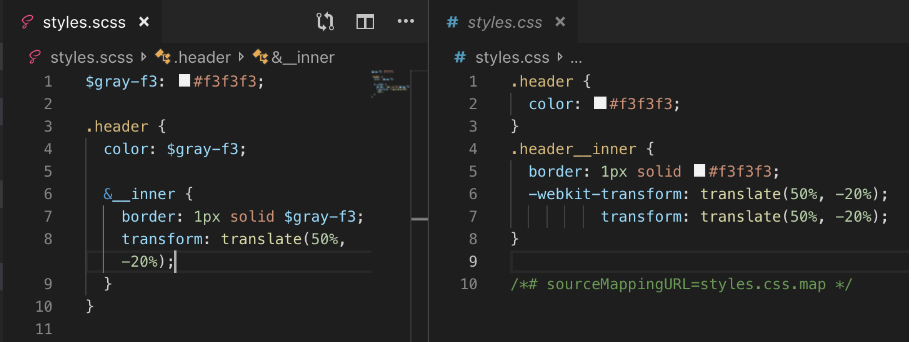 styles.scss
styles.scss .header &__inner
1 $gray-f3: #f3f3f3;
2
3 .header {
4 color: $gray-f3;
5
6 &__inner {
7 border: 1px solid $gray-f3;
8 transform: translate(50%,
-20%);
9 }
10 }
11
# styles.css
# styles.css ...
1 .header {
2 color: #f3f3f3;
3 }
4 .header__inner {
5 border: 1px solid #f3f3f3;
6 -webkit-transform: translate(50%, -20%);
7 transform: translate(50%, -20%);
8 }
9
10 /*# sourceMappingURL=styles.css.map */